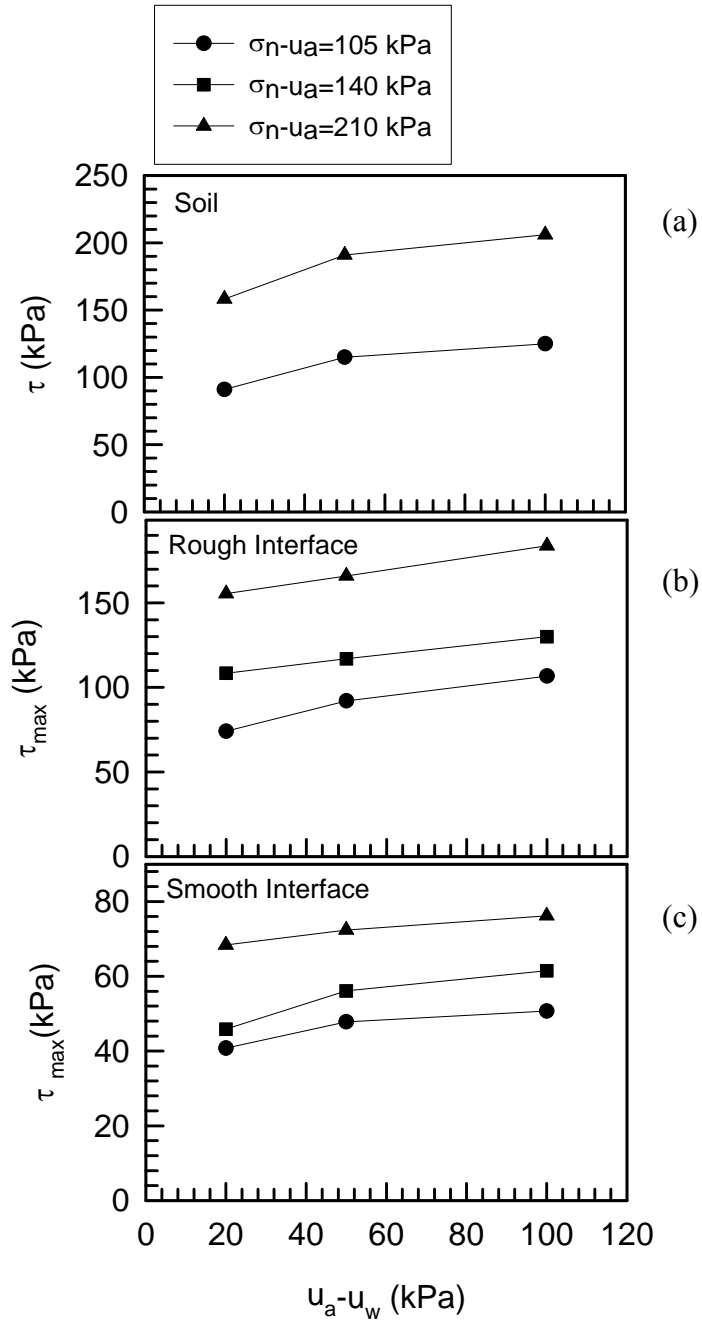 σn-ua=105 kPa
σn-ua=140 kPa
σn-ua=210 kPa
250
Soil
(a)
200
150
100
50
0
τ (kPa)
Rough Interface
(b)
150
100
50
0
τmax (kPa)
Smooth Interface
(c)
80
60
40
20
0
τ max(kPa)
0 20 40 60 80 100 120
ua-uw (kPa)